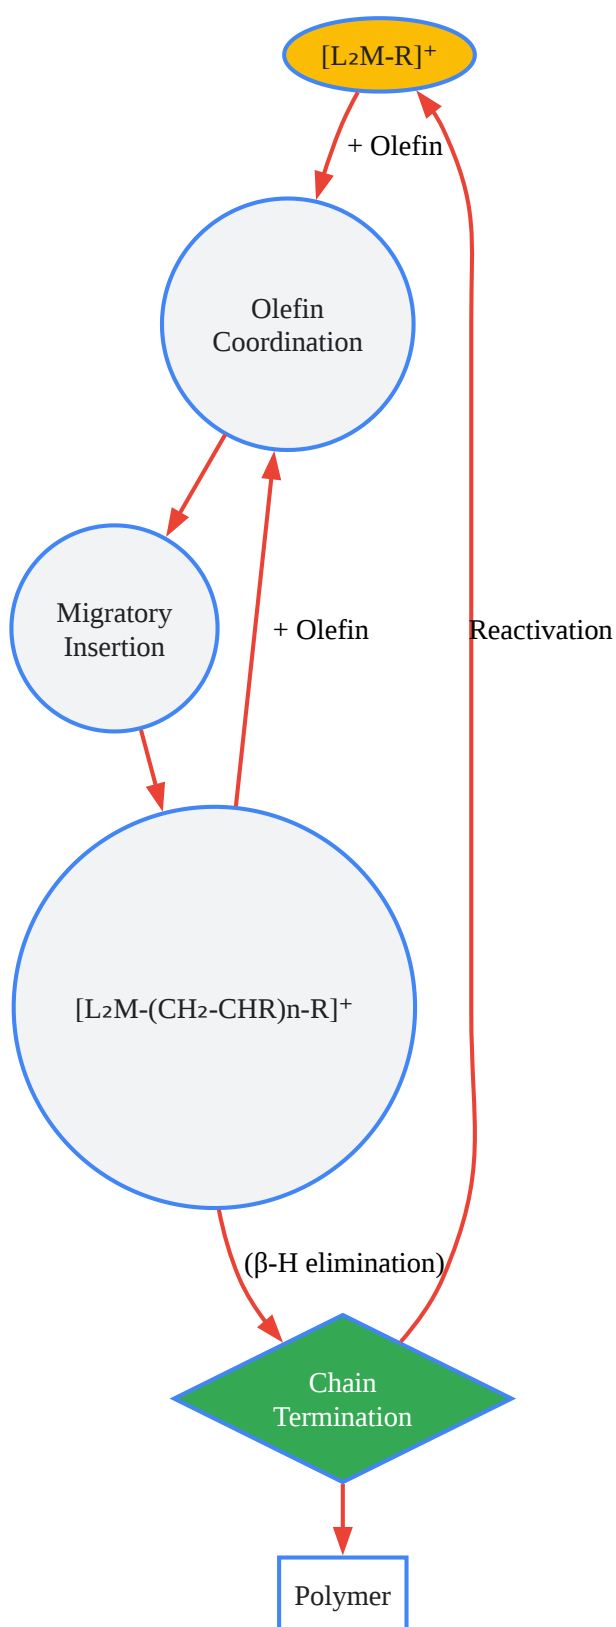 [L₂M-R]⁺
+ Olefin
Olefin
Coordination
Migratory
Insertion
+ Olefin
Reactivation
[L₂M-(CH₂-CHR)n-R]⁺
(β-H elimination)
Chain
Termination
Polymer